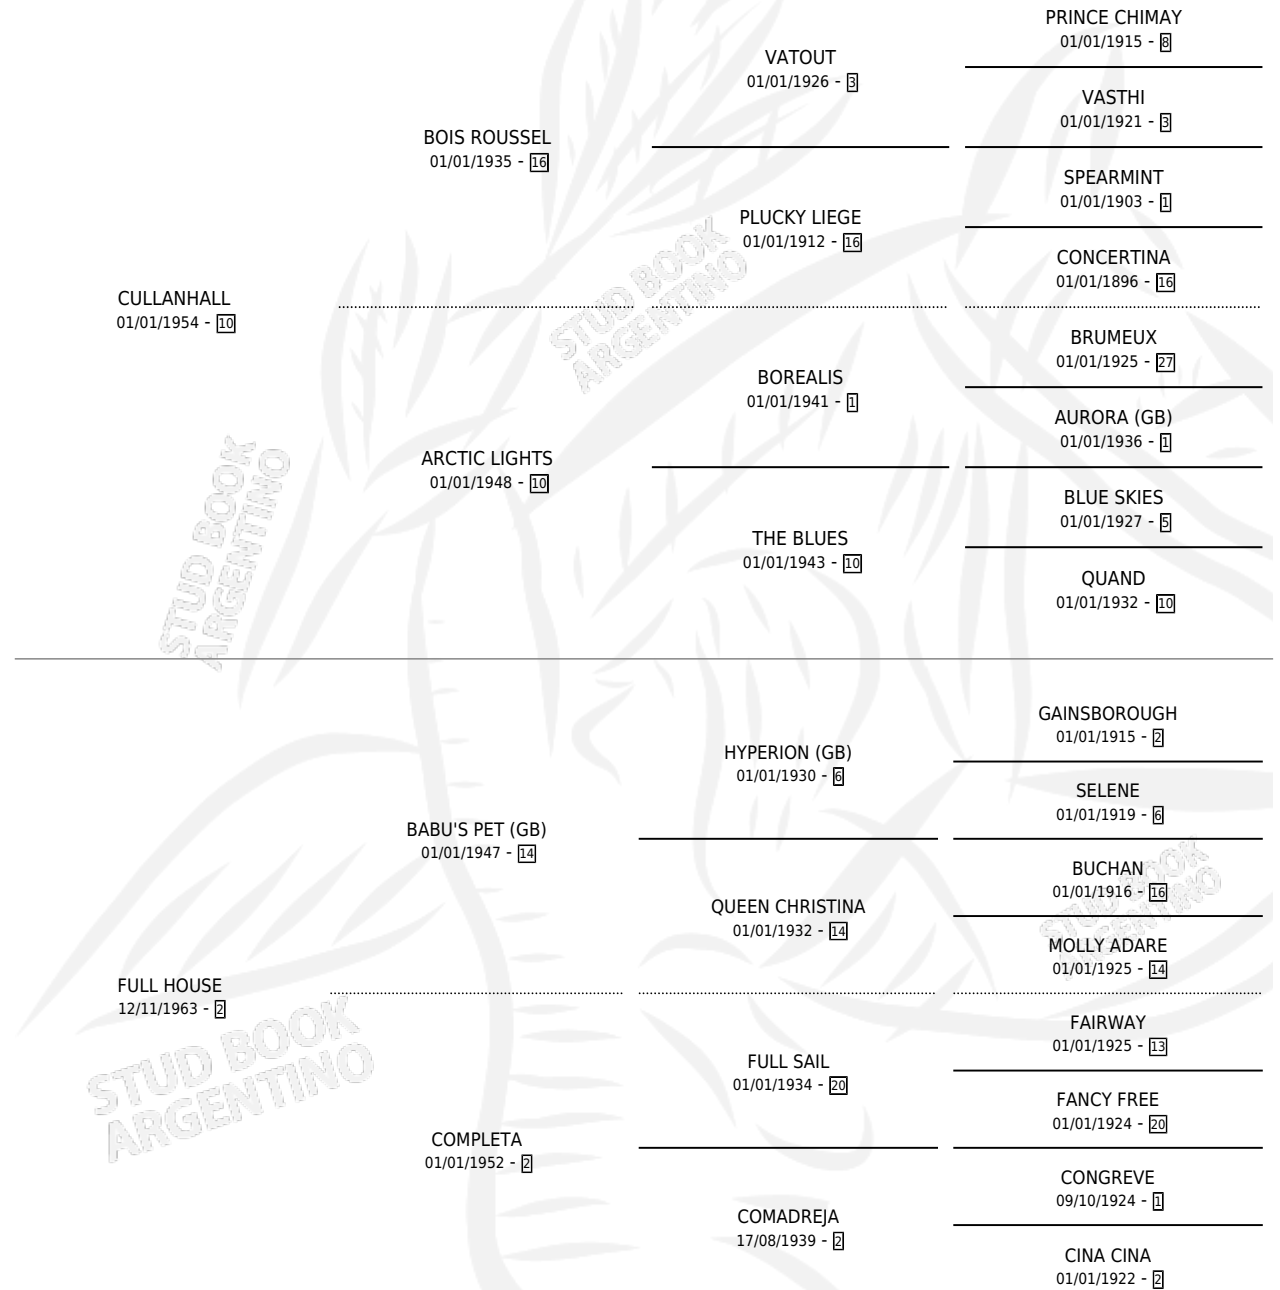 PRINCE CHIMAY
01/01/1915 - 8
VATOUT
01/01/1926 - 3
VASTHI
01/01/1921 - 3
BOIS ROUSSEL
01/01/1935 - 16
SPEARMINT
01/01/1903 - 1
PLUCKY LIEGE
01/01/1912 - 16
CONCERTINA
01/01/1896 - 16
CULLANHALL
01/01/1954 - 10
STUD BOOK
ARGENTINO
BRUMEUX
01/01/1925 - 27
BOREALIS
01/01/1941 - 1
AURORA (GB)
01/01/1936 - 1
ARCTIC LIGHTS
01/01/1948 - 10
BLUE SKIES
01/01/1927 - 5
THE BLUES
01/01/1943 - 10
QUAND
01/01/1932 - 10
STUD BOOK
ARGENTINO
GAINSBOROUGH
01/01/1915 - 2
HYPERION (GB)
01/01/1930 - 6
SELENE
01/01/1919 - 6
BABU'S PET (GB)
01/01/1947 - 14
BUCHAN
01/01/1916 - 16
QUEEN CHRISTINA
01/01/1932 - 14
MOLLY ADARE
01/01/1925 - 14
STUD BOOK
ARGENTINO
FULL HOUSE
12/11/1963 - 2
STUD BOOK
ARGENTINO
FAIRWAY
01/01/1925 - 13
FULL SAIL
01/01/1934 - 20
FANCY FREE
01/01/1924 - 20
COMPLETA
01/01/1952 - 2
CONGREVE
09/10/1924 - 1
COMADREJA
17/08/1939 - 2
CINA CINA
01/01/1922 - 2